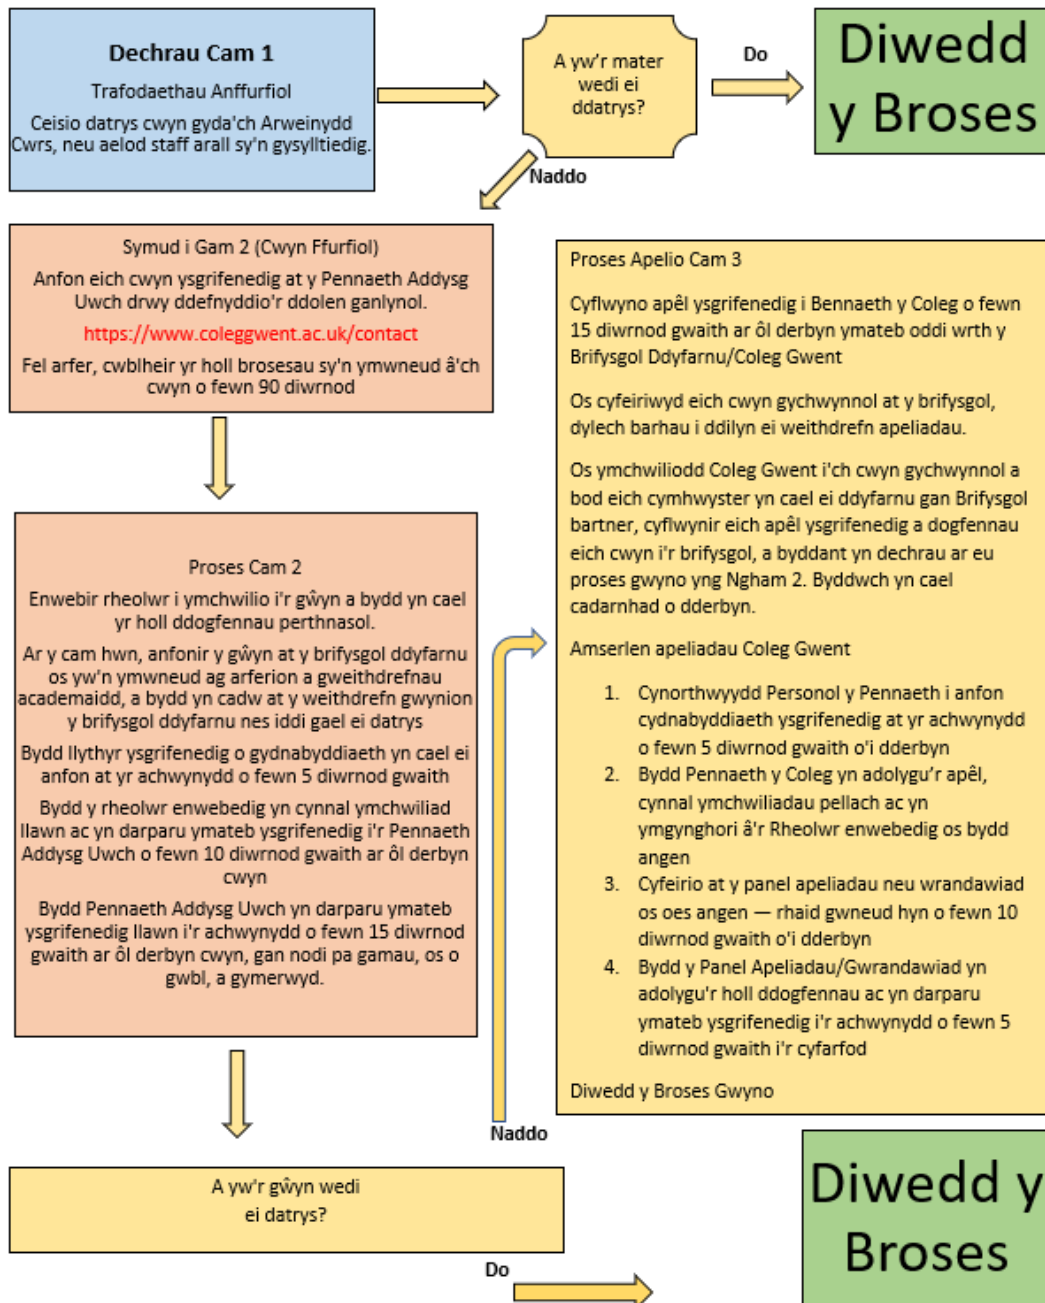 Dechrau Cam 1
Trafodaethau Anffurfiol
Ceisio datrys cwyn gyda'ch Arweinydd
Cwrs, neu aelod staff arall sy'n gysylltiedig.
A yw'r mater
wedi ei
ddatrys?
Do
Diwedd
y Broses
Naddo
Symud i Gam 2 (Cwyn Ffurfiol)
Anfon eich cwyn ysgrifenedig at y Pennaeth Addysg
Uwch drwy ddefnyddio'r ddolen ganlynol.
https://www.coleggwent.ac.uk/contact
Fel arfer, cwblheir yr holl brosesau sy'n ymwneud â'ch
cwyn o fewn 90 diwrnod
Proses Cam 2
Enwebir rheolwr i ymchwilio i'r gŵyn a bydd yn cael
yr holl ddogfennau perthnasol.
Ar y cam hwn, anfonir y gŵyn at y brifysgol ddyfarnu
os yw'n ymwneud ag arferion a gweithdrefnau
academaidd, a bydd yn cadw at y weithdrefn gwynion
y brifysgol ddyfarnu nes iddi gael ei datrys
Bydd llythyr ysgrifenedig o gydnabyddiaeth yn cael ei
anfon at yr achwynydd o fewn 5 diwrnod gwaith
Bydd y rheolwr enwebedig yn cynnal ymchwiliad
llawn ac yn darparu ymateb ysgrifenedig i'r Pennaeth
Addysg Uwch o fewn 10 diwrnod gwaith ar ôl derbyn
cwyn
Bydd Pennaeth Addysg Uwch yn darparu ymateb
ysgrifenedig llawn i'r achwynydd o fewn 15 diwrnod
gwaith ar ôl derbyn cwyn, gan nodi pa gamau, os o
gwbl, a gymerwyd.
A yw'r gŵyn wedi
ei datrys?
Naddo
Proses Apelio Cam 3
Cyflwyno apêl ysgrifenedig i Bennaeth y Coleg o fewn
15 diwrnod gwaith ar ôl derbyn ymateb oddi wrth y
Brifysgol Ddyfarnu/Coleg Gwent
Os cyfeiriwyd eich cwyn gychwynnol at y brifysgol,
dylech barhau i ddilyn ei weithdrefn apeliadau.
Os ymchwiliodd Coleg Gwent i'ch cwyn gychwynnol a
bod eich cymhwyster yn cael ei ddyfarnu gan Brifysgol
bartner, cyflwynir eich apêl ysgrifenedig a dogfennau
eich cwyn i'r brifysgol, a byddant yn dechrau ar eu
proses gwyno yng Ngham 2. Byddwch yn cael
cadarnhad o dderbyn.
Amserlen apeliadau Coleg Gwent
1. Cynorthwyydd Personol y Pennaeth i anfon
cydnabyddiaeth ysgrifenedig at yr achwynydd
o fewn 5 diwrnod gwaith o'i dderbyn
2. Bydd Pennaeth y Coleg yn adolygu'r apêl,
cynnal ymchwiliadau pellach ac yn
ymgynghori â'r Rheolwr enwebedig os bydd
angen
3. Cyfeirio at y panel apeliadau neu wrandawiad
os oes angen — rhaid gwneud hyn o fewn 10
diwrnod gwaith o'i dderbyn
4. Bydd y Panel Apeliadau/Gwrandawiad yn
adolygu'r holl ddogfennau ac yn darparu
ymateb ysgrifenedig i'r achwynydd o fewn 5
diwrnod gwaith i'r cyfarfod
Diwedd y Broses Gwyno
Do
Diwedd y
Broses